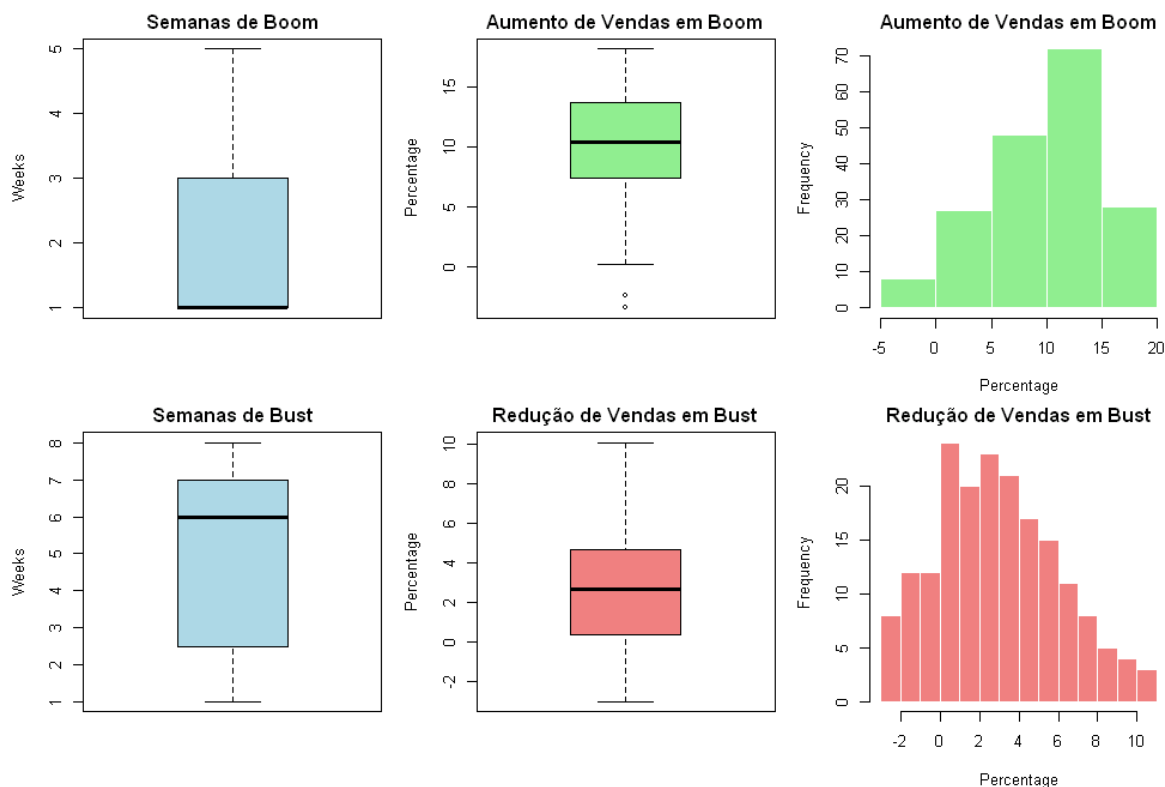 Semanas de Boom
Weeks
1 2 3 4 5
Aumento de Vendas em Boom
Percentage
0 5 10 15
Aumento de Vendas em Boom
Frequency
0 10 20 30 40 50 60 70
-5 0 5 10 15 20
Percentage
Semanas de Bust
Weeks
1 2 3 4 5 6 7 8
Redução de Vendas em Bust
Percentage
-2 0 2 4 6 8 10
Redução de Vendas em Bust
Frequency
0 5 10 15 20
-2 0 2 4 6 8 10
Percentage